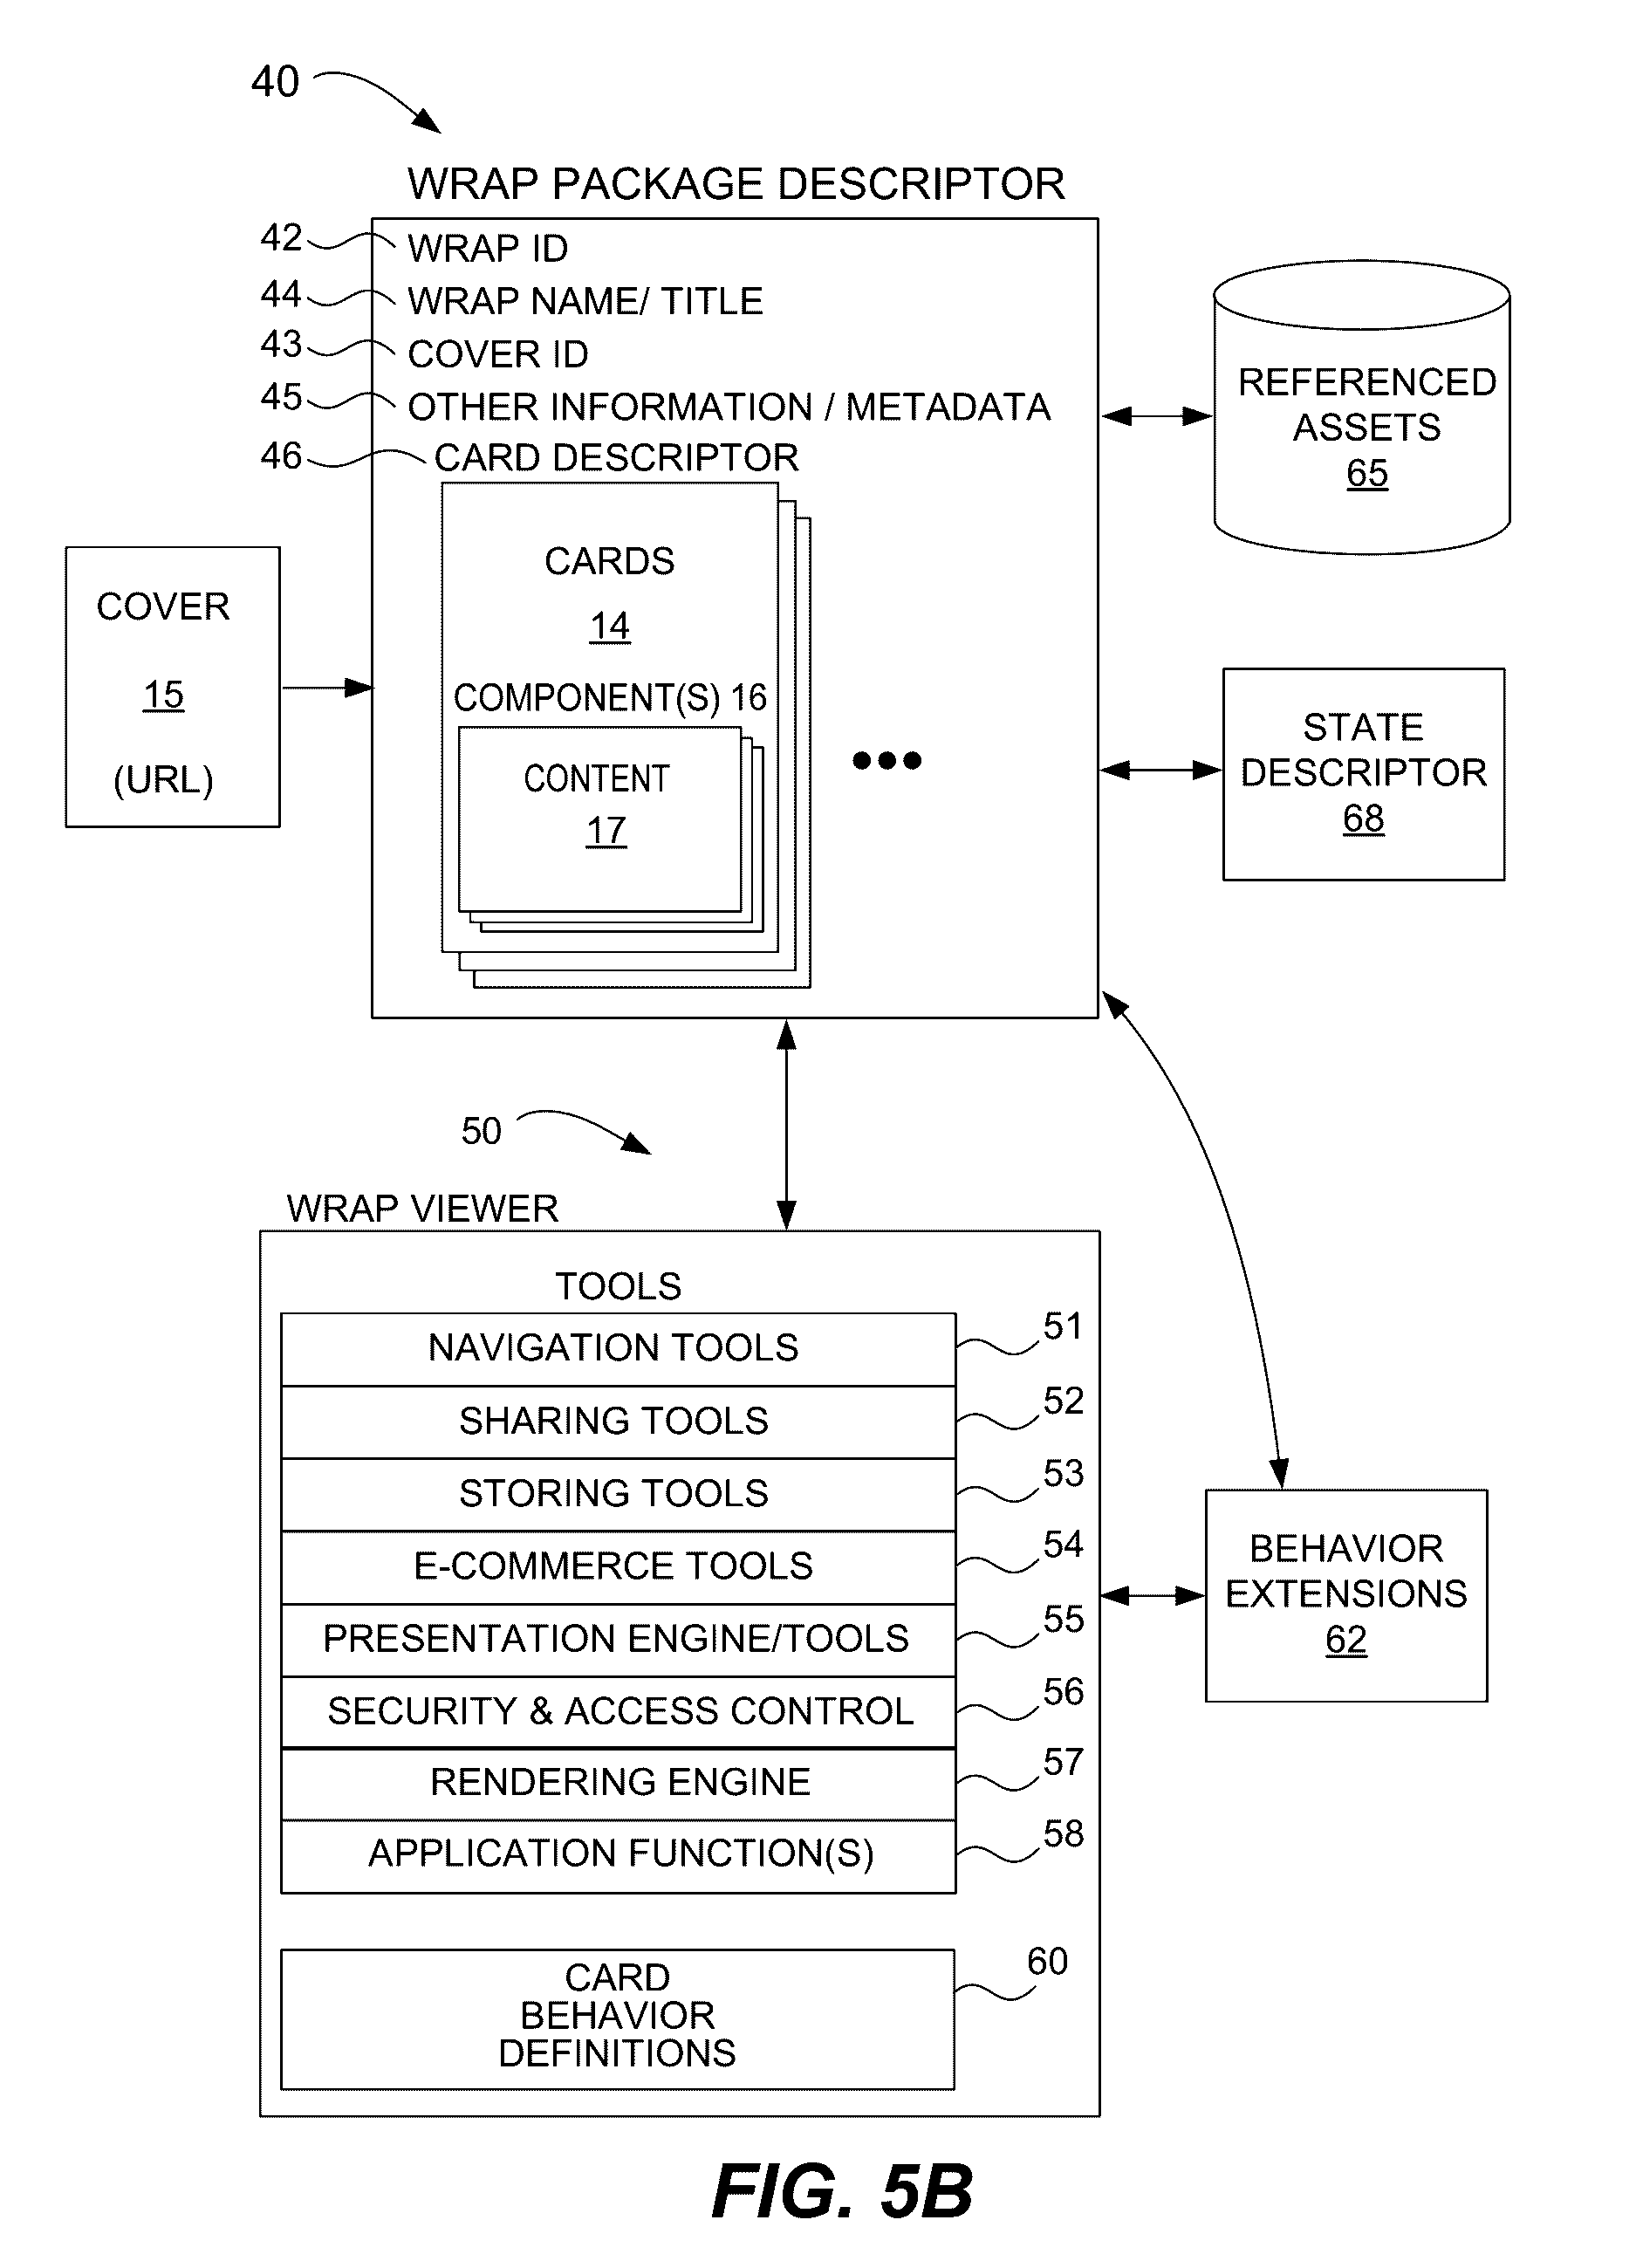 40
WRAP PACKAGE DESCRIPTOR
42 WRAP ID
44 WRAP NAME/ TITLE
43 COVER ID
45 OTHER INFORMATION / METADATA
46 CARD DESCRIPTOR
CARDS
14
COMPONENT(S) 16
CONTENT
17
COVER
15
(URL)
REFERENCED
ASSETS
65
STATE
DESCRIPTOR
68
50
WRAP VIEWER
TOOLS
NAVIGATION TOOLS 51
SHARING TOOLS 52
STORING TOOLS 53
E-COMMERCE TOOLS 54
PRESENTATION ENGINE/TOOLS 55
SECURITY & ACCESS CONTROL 56
RENDERING ENGINE 57
APPLICATION FUNCTION(S) 58
CARD 60
BEHAVIOR
DEFINITIONS
BEHAVIOR
EXTENSIONS
62
FIG. 5B